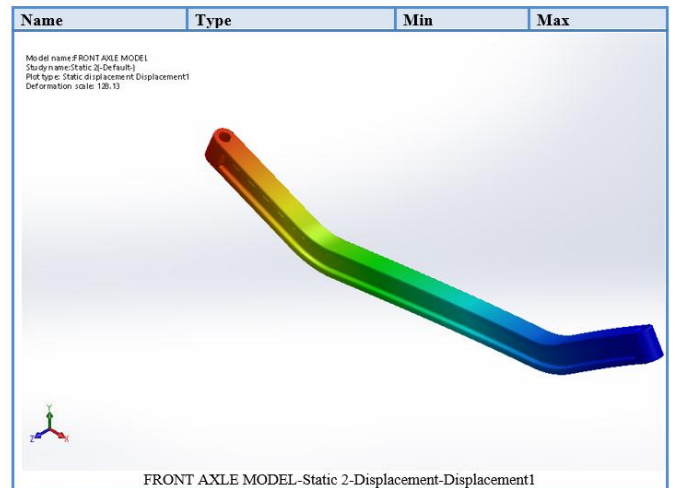 Name Type Min Max
Model name:FRONT AXLE MODEL
Study name:Static 2(-Default-)
Plot type: Static displacement Displacement1
Deformation scale: 128.13
Y
Z X
FRONT AXLE MODEL-Static 2-Displacement-Displacement1